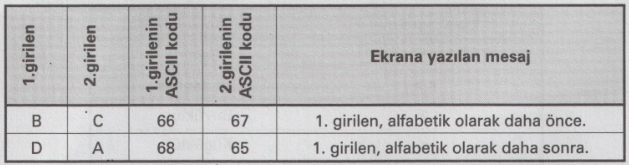 1.girilen
2.girilen
1.girilenin
ASCII kodu
2.girilenin
ASCII kodu
Ekrana yazılan mesaj
B C 66 67 1. girilen, alfabetik olarak daha önce.
D A 68 65 1. girilen, alfabetik olarak daha sonra.